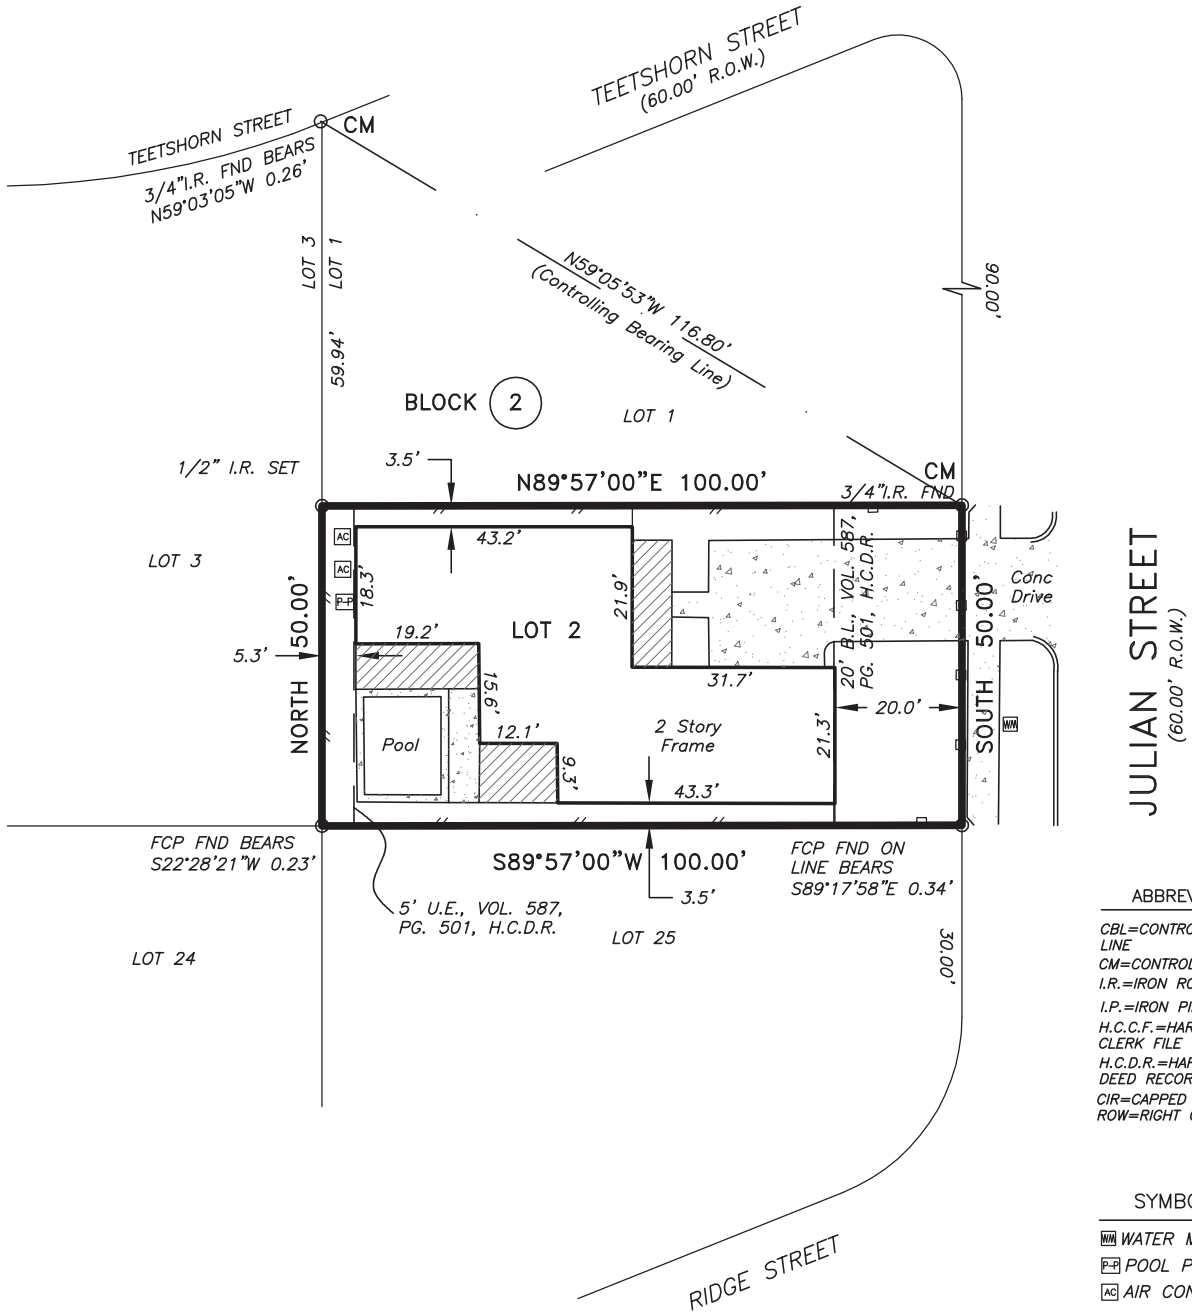 TEETSHORN STREET
(60.00' R.O.W.)
TEETSHORN STREET
CM
3/4"I.R. FND BEARS
N59°03'05"W 0.26'
LOT 3
LOT 1
59.94'
N59°05'53"W 116.80'
(Controlling Bearing Line)
90.00'
BLOCK 2
LOT 1
1/2" I.R. SET
3.5'
N89°57'00"E 100.00'
CM
3/4"I.R. FND
LOT 3
AC
AC
P-P
43.2'
18.3'
19.2'
5.3'
NORTH 50.00'
LOT 2
21.9'
31.7'
20' B.L., VOL. 587,
PG. 501, H.C.D.R.
Conc
Drive
SOUTH 50.00'
JULIAN STREET
(60.00' R.O.W.)
15.6'
12.1'
Pool
2 Story
Frame
21.3'
20.0'
WM
9.3'
43.3'
FCP FND BEARS
S22°28'21"W 0.23'
S89°57'00"W 100.00'
3.5'
FCP FND ON
LINE BEARS
S89°17'58"E 0.34'
5' U.E., VOL. 587,
PG. 501, H.C.D.R.
LOT 25
LOT 24
30.00'
RIDGE STREET
ABBREV
CBL=CONTRO
LINE
CM=CONTROL
I.R.=IRON RO
I.P.=IRON PI
H.C.C.F.=HAR
CLERK FILE
H.C.D.R.=HAR
DEED RECOR
CIR=CAPPED
ROW=RIGHT
SYMBO
WM WATER M
P-P POOL P
AC AIR CON